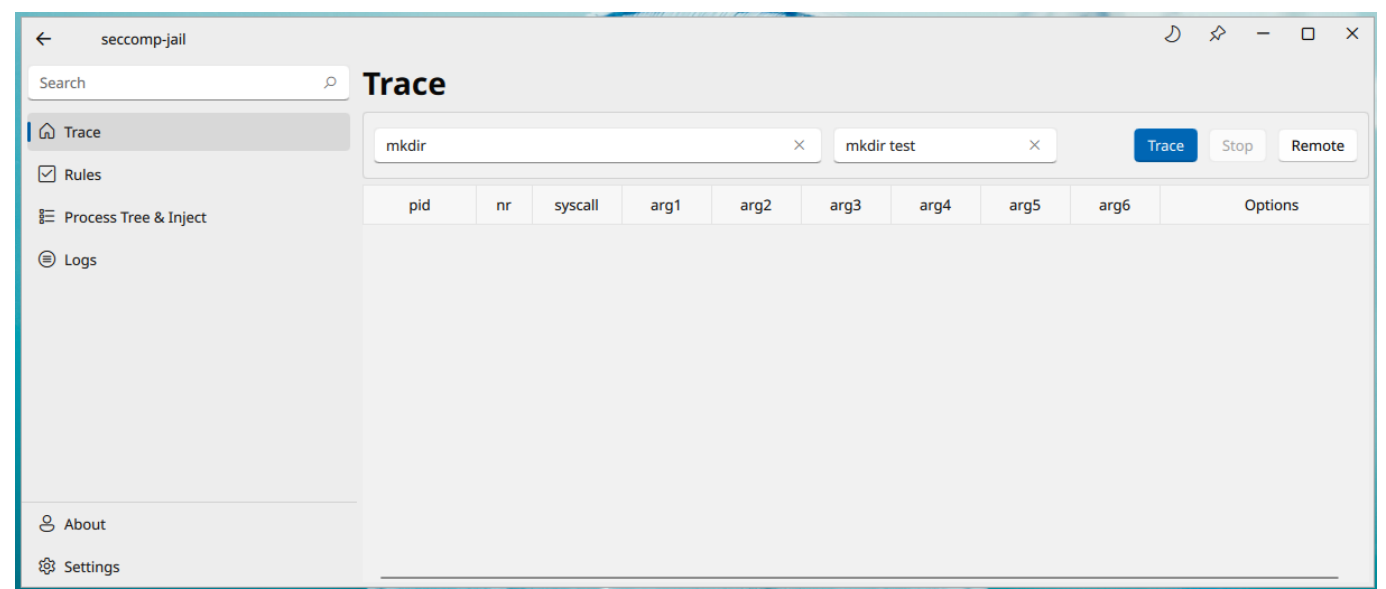 seccomp-jail
Search
Trace
Rules
Process Tree & Inject
Logs
About
Settings
Trace
mkdir mkdir test Trace Stop Remote
pid nr syscall arg1 arg2 arg3 arg4 arg5 arg6 Options